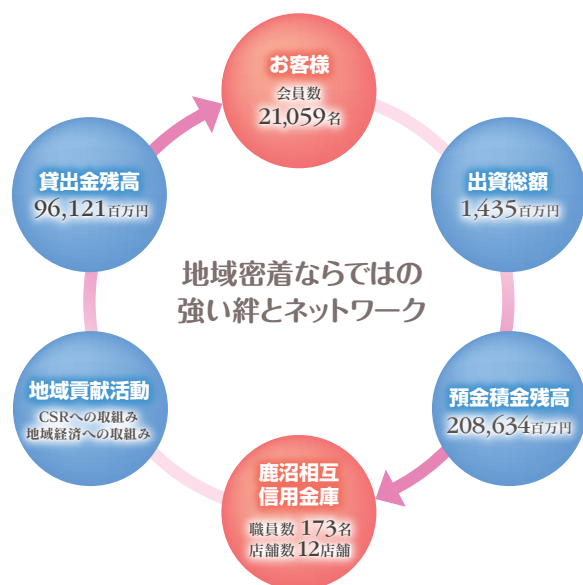 お客様
会員数
21,059名
出資総額
1,435百万円
預金積金残高
208,634百万円
鹿沼相互
信用金庫
職員数 173名
店舗数12店舗
地域貢献活動
CSRへの取組み
地域経済への取組み
貸出金残高
96,121百万円
地域密着ならではの
強い絆とネットワーク